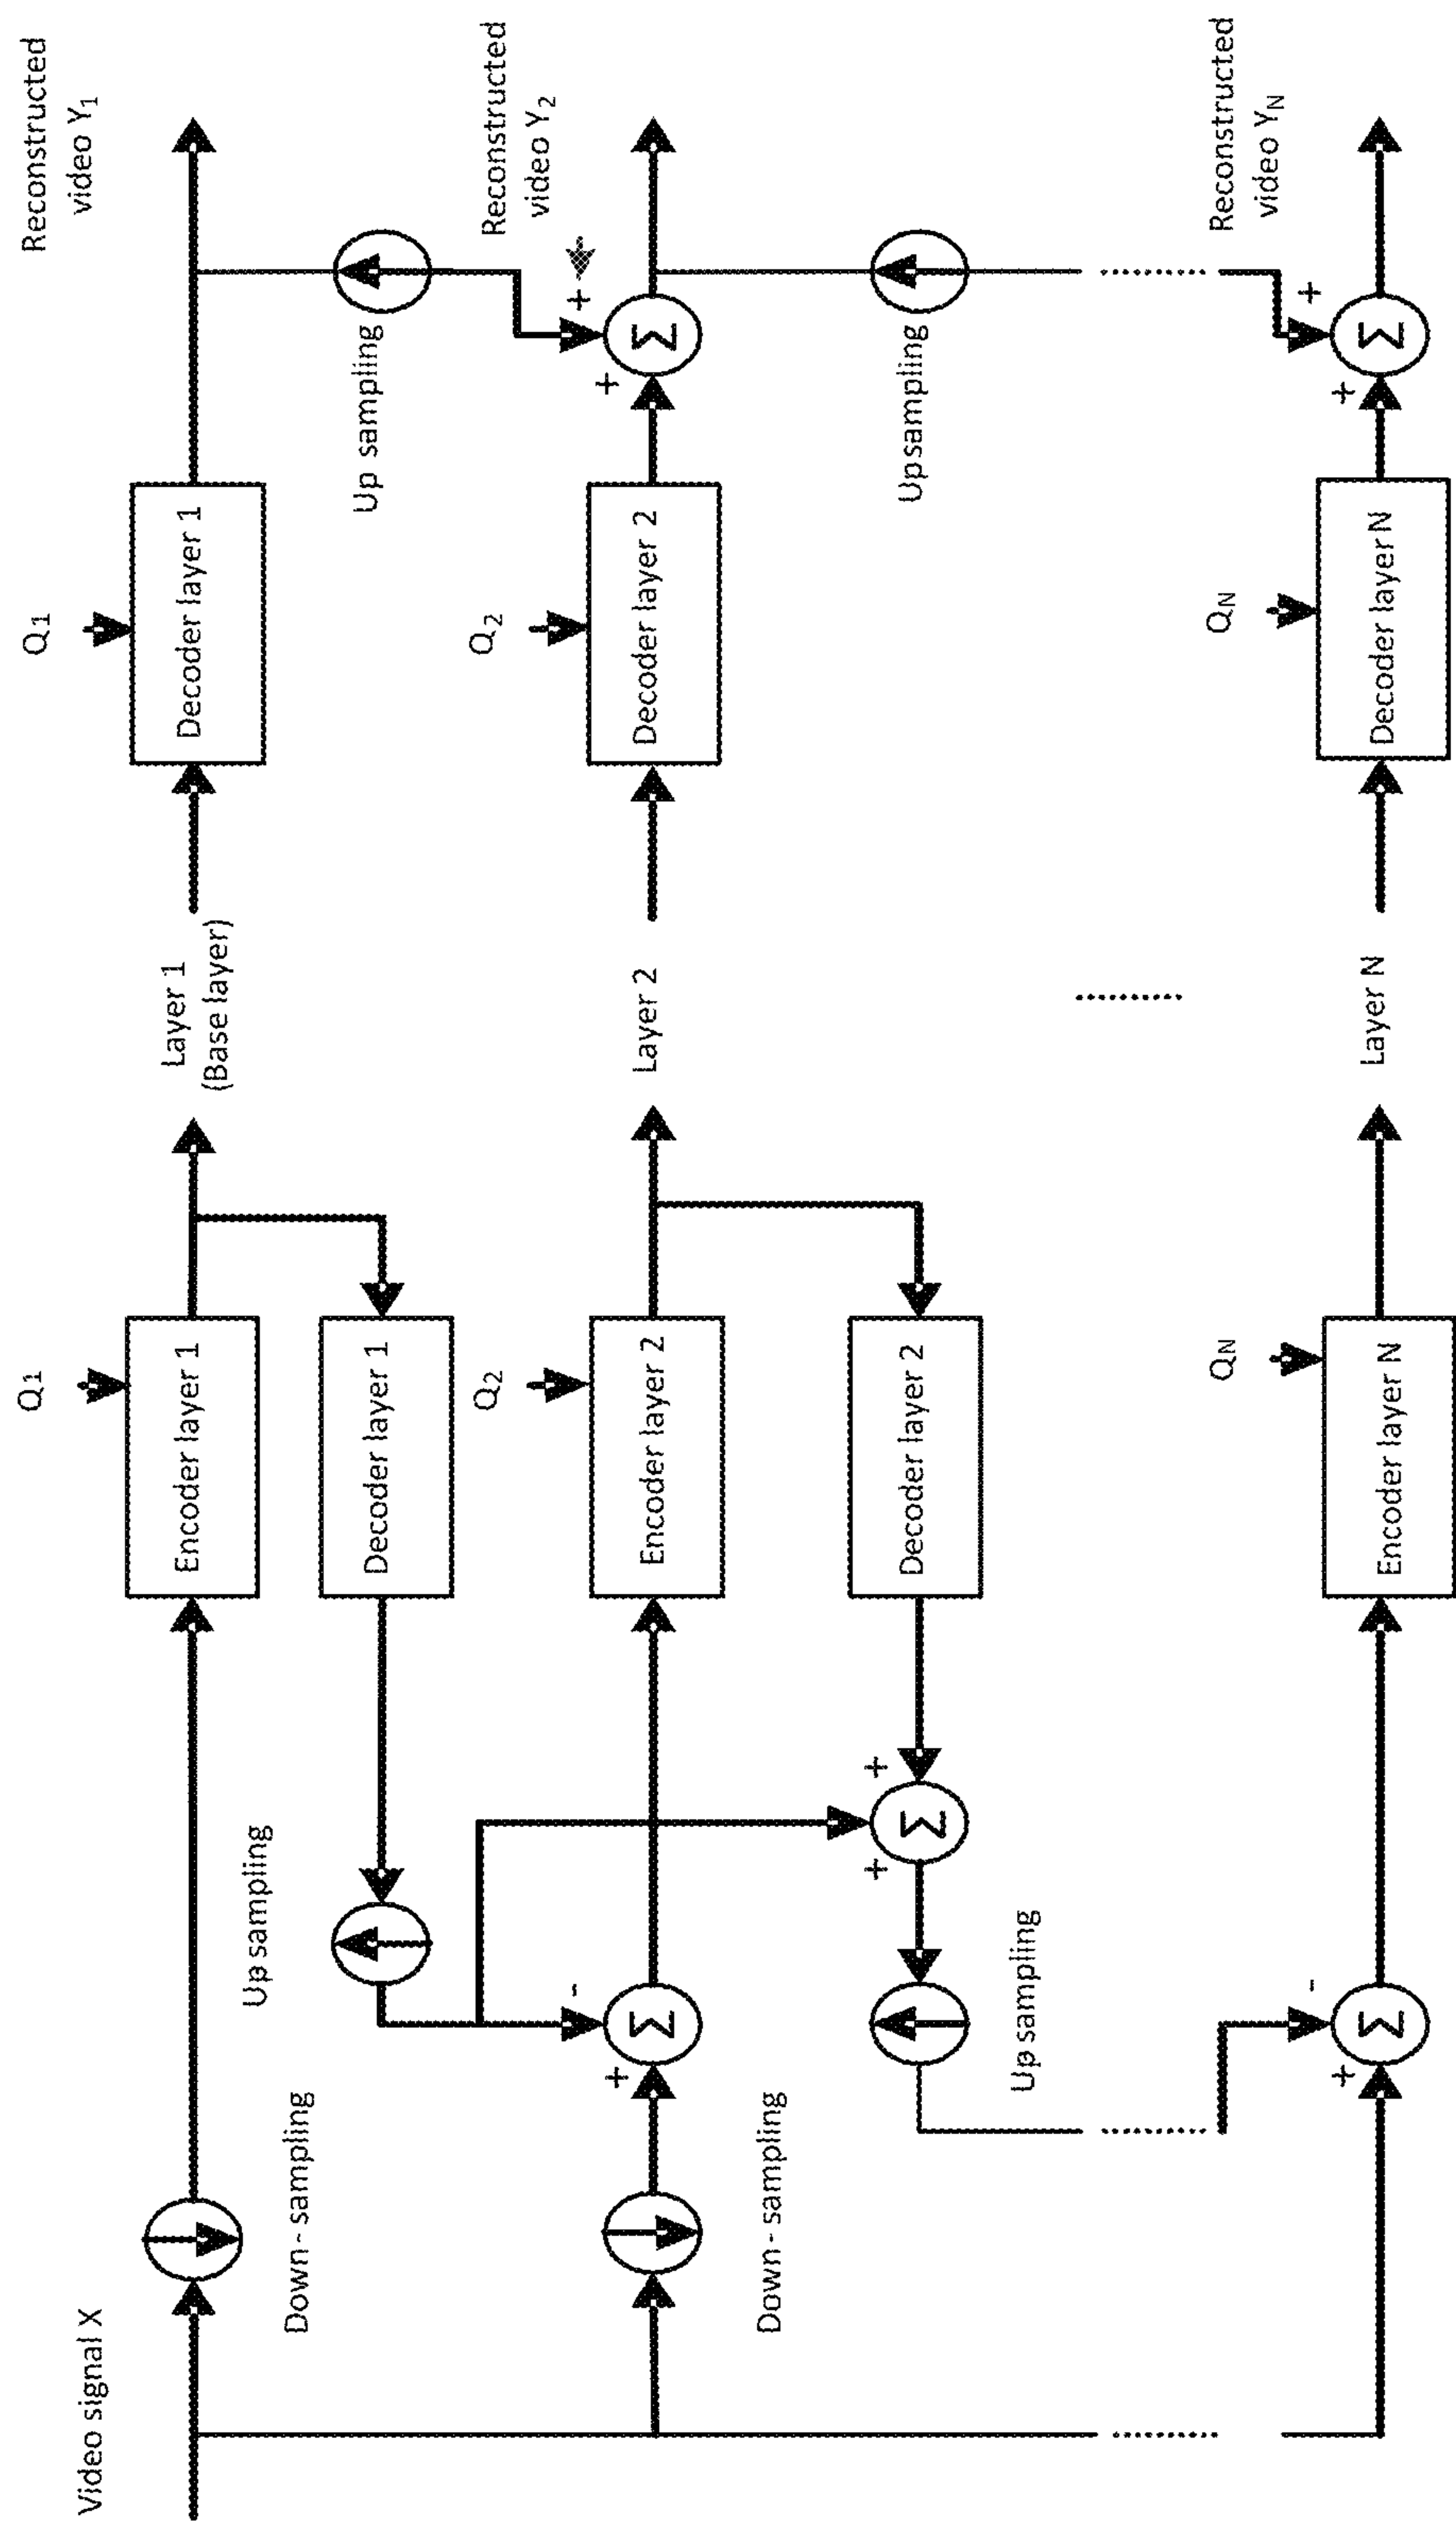 Video signal X
Down - sampling
Up sampling
Q1
Encoder layer 1
Decoder layer 1
Layer 1
(Base layer)
Q1
Decoder layer 1
Reconstructed
video Y1
Up sampling
Down - sampling
+
-
Σ
Q2
Encoder layer 2
Layer 2
Q2
Decoder layer 2
+
+
Σ
Reconstructed
video Y2
+
+
Σ
Decoder layer 2
Up sampling
Upsampling
+
-
Σ
QN
Encoder layer N
Layer N
QN
Decoder layer N
+
+
Σ
Reconstructed
video YN